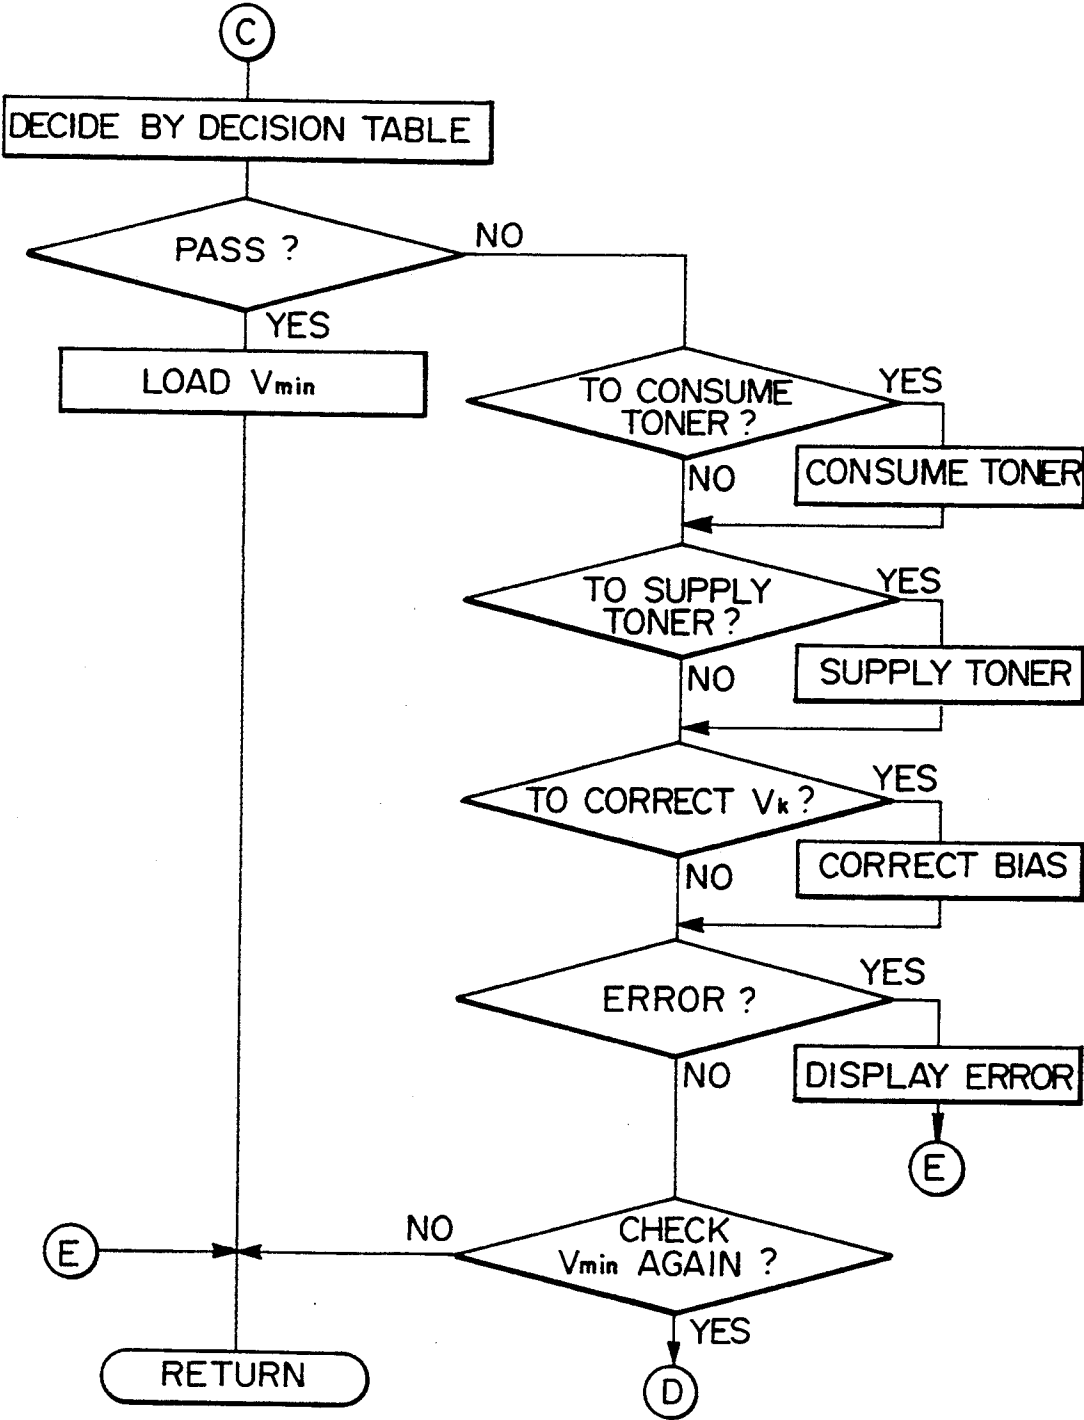 C
DECIDE BY DECISION TABLE
PASS ?
NO
YES
LOAD Vmin
TO CONSUME
TONER ?
YES
CONSUME TONER
NO
TO SUPPLY
TONER ?
YES
SUPPLY TONER
NO
TO CORRECT Vk ?
YES
CORRECT BIAS
NO
ERROR ?
YES
DISPLAY ERROR
NO
E
CHECK
Vmin AGAIN ?
NO
E
YES
RETURN
D